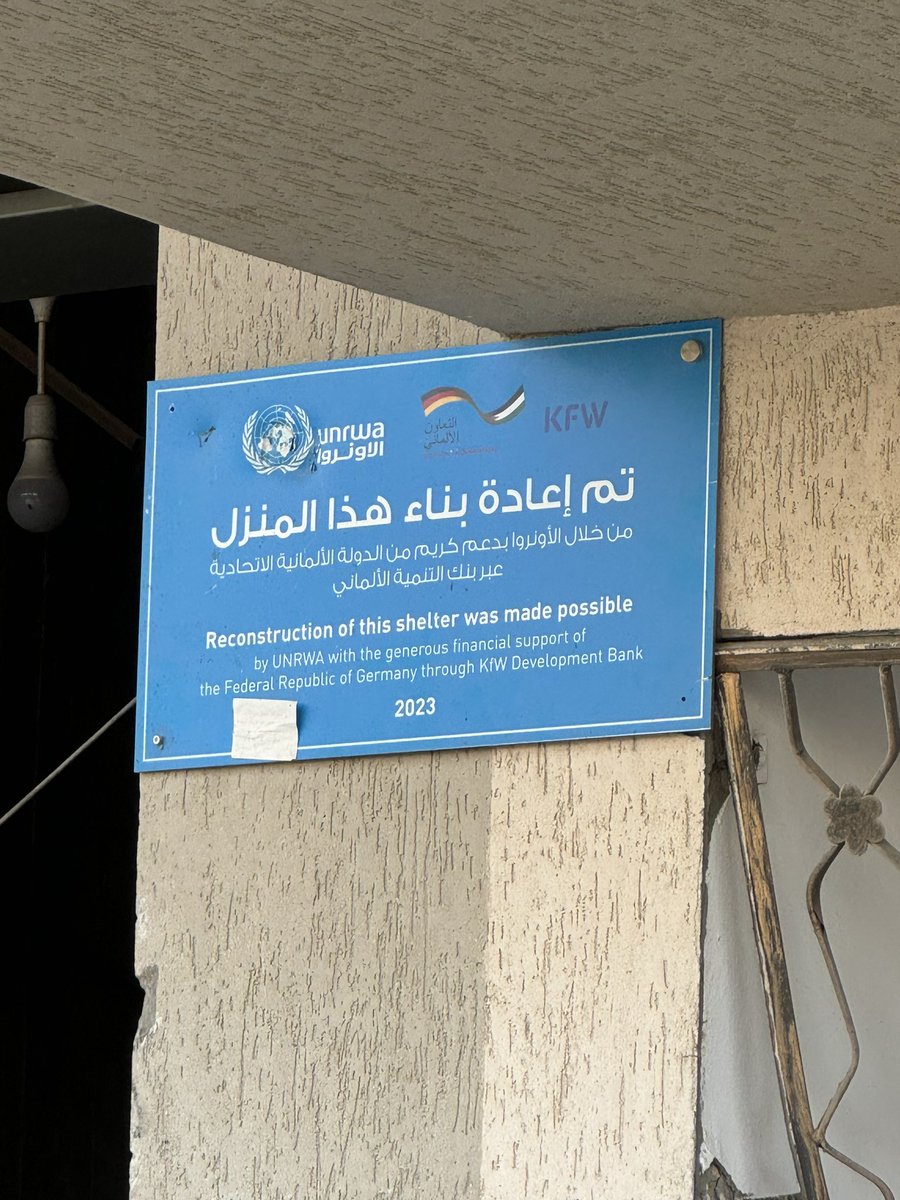 unrwa
الاونروا
التعاون
الألماني
KFW
تم إعادة بناء هذا المنزل
من خلال الأونروا بدعم كريم من الدولة الألمانية الاتحادية
عبر بنك التنمية الألماني
Reconstruction of this shelter was made possible
by UNRWA with the generous financial support of
the Federal Republic of Germany through KfW Development Bank
2023